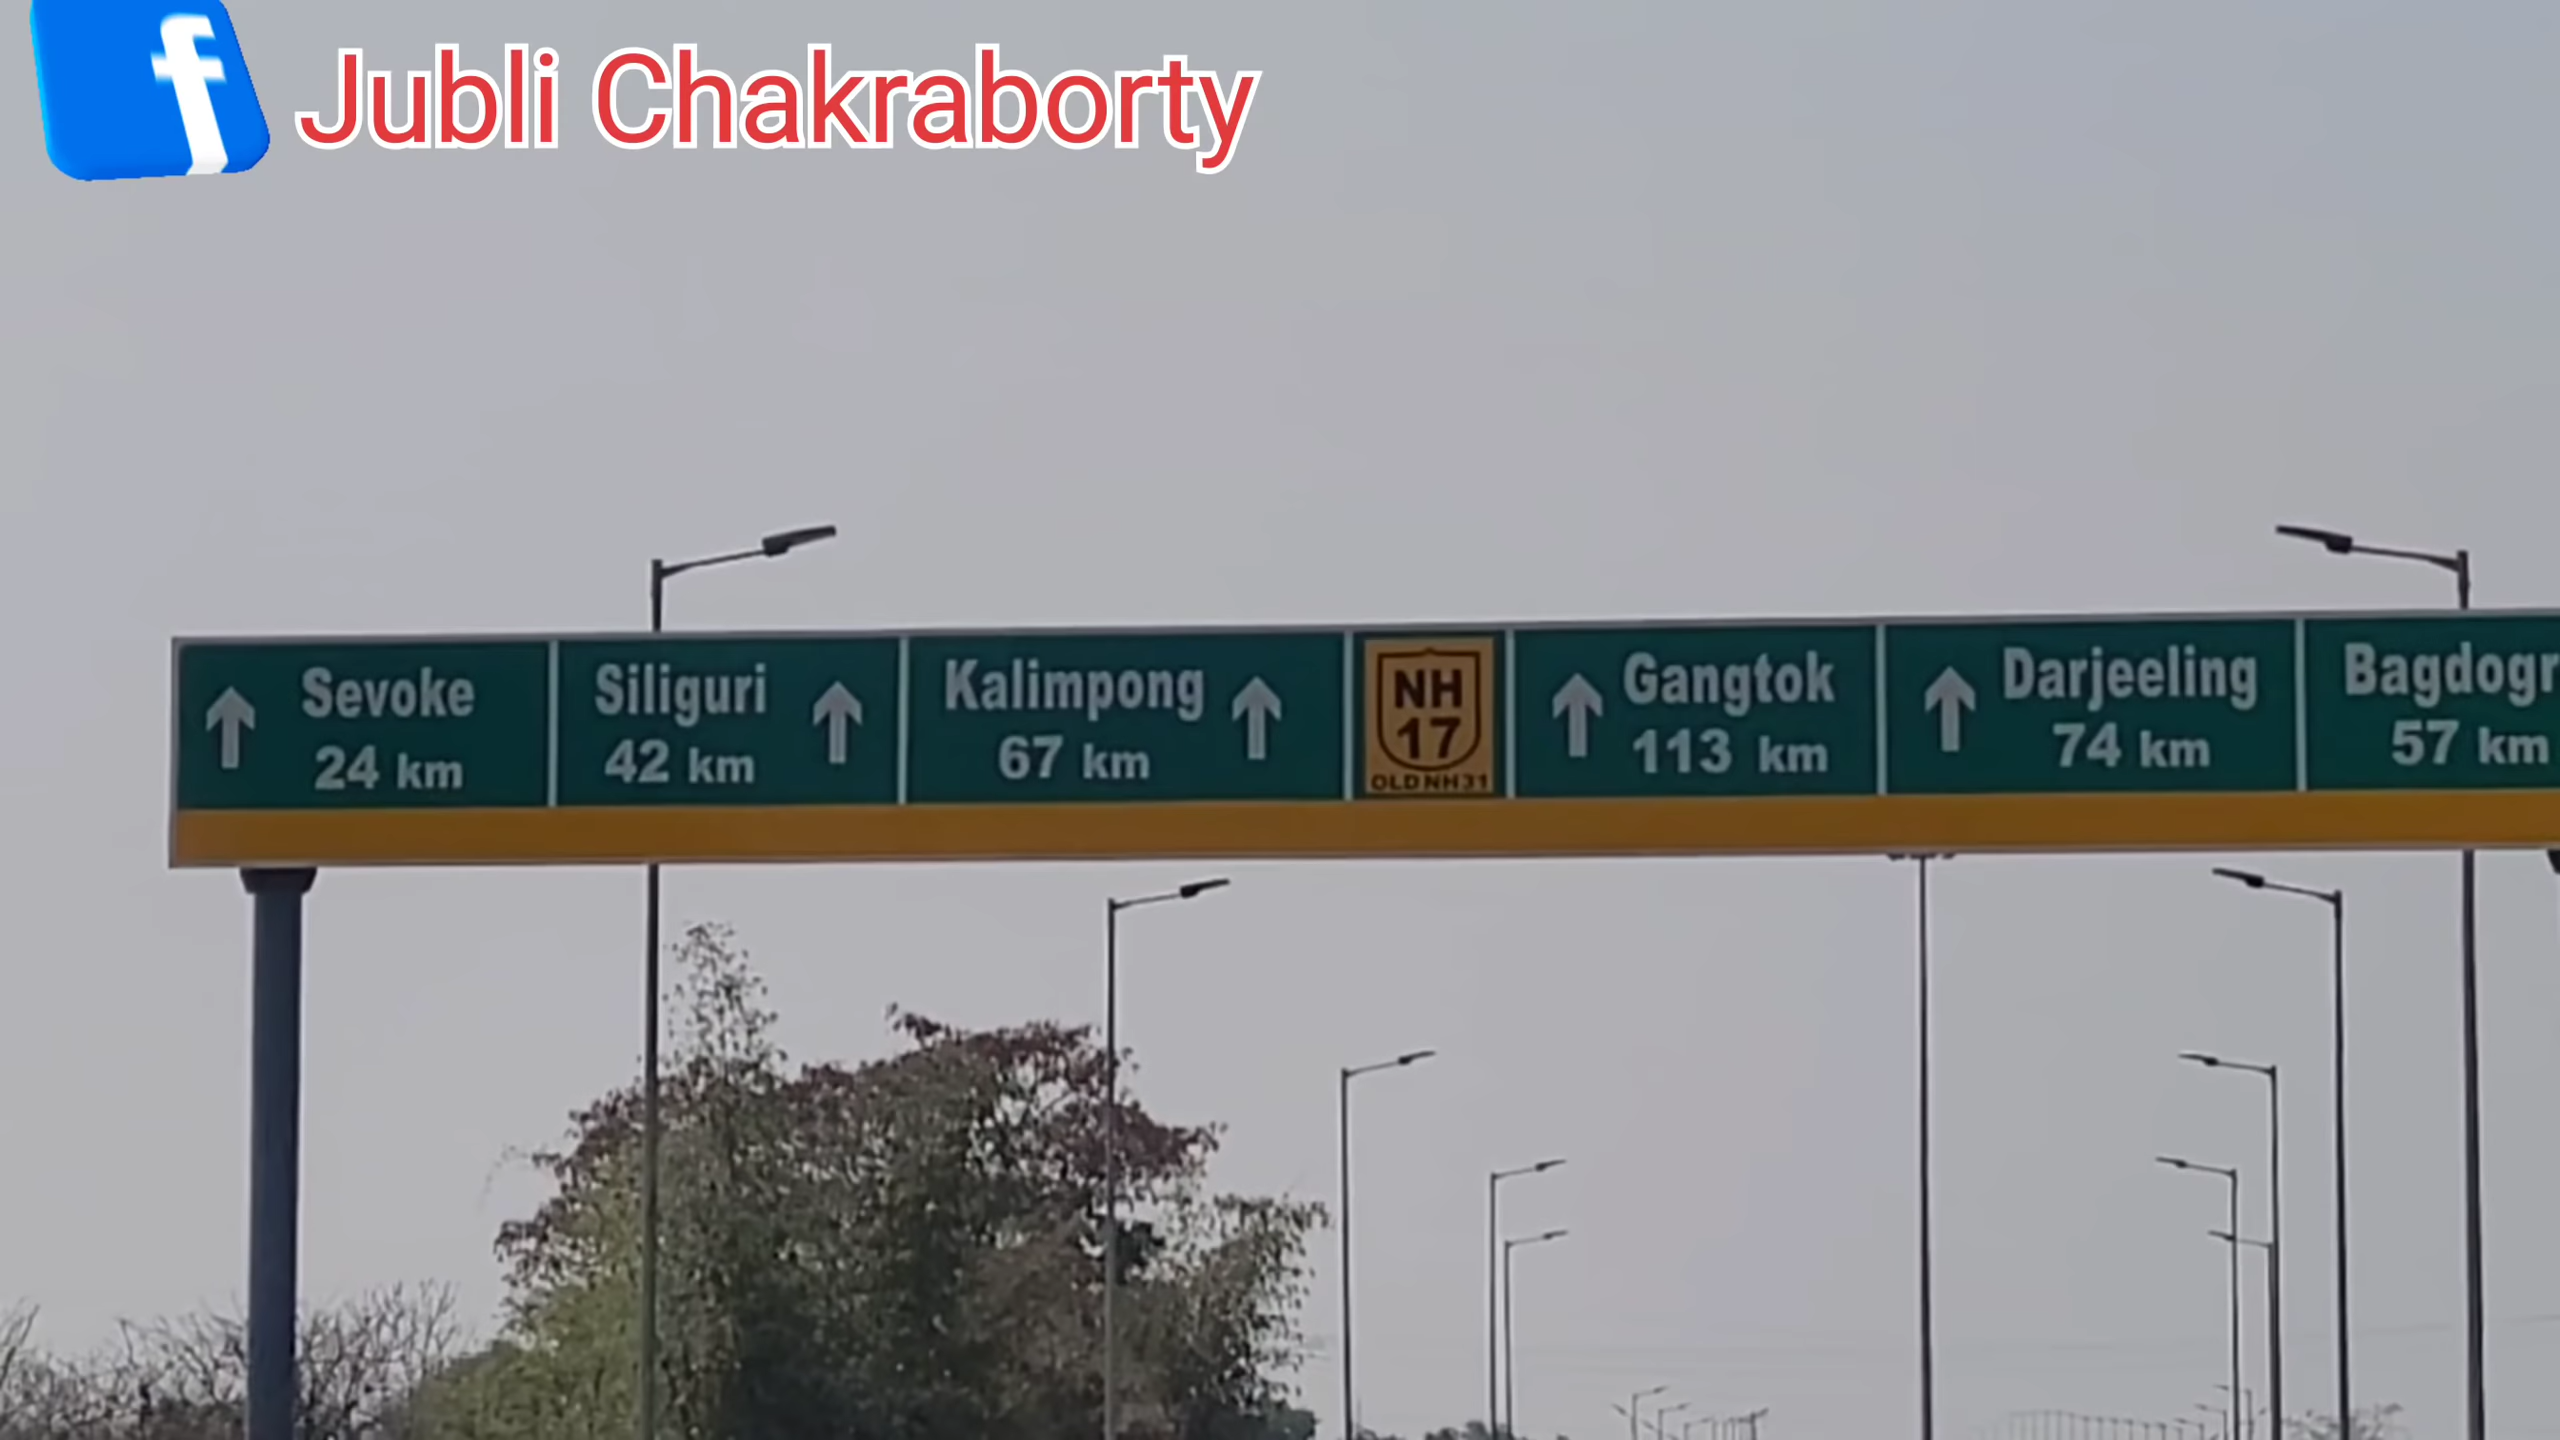 Jubli Chakraborty
Sevoke
24 km
Siliguri
42 km
Kalimpong
67 km
NH
17
OLD NH 31
Gangtok
113 km
Darjeeling
74 km
Bagdogr
57 km